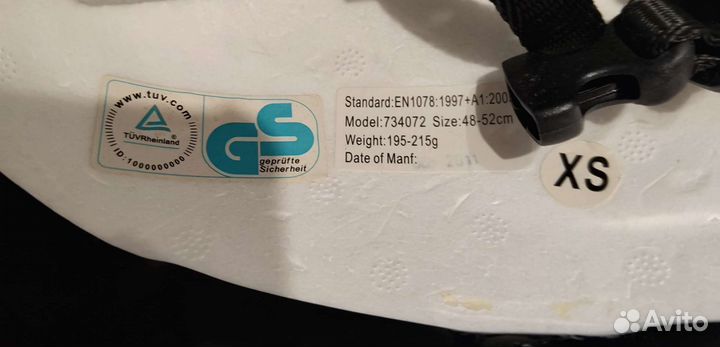 www.tuv.com
TÜVRheinland
ID:1000000000
GS
geprüfte
Sicherheit
Standard:EN1078:1997+A1:200
Model:734072 Size:48-52cm
Weight:195-215g
Date of Manf: 2011
XS
Avito